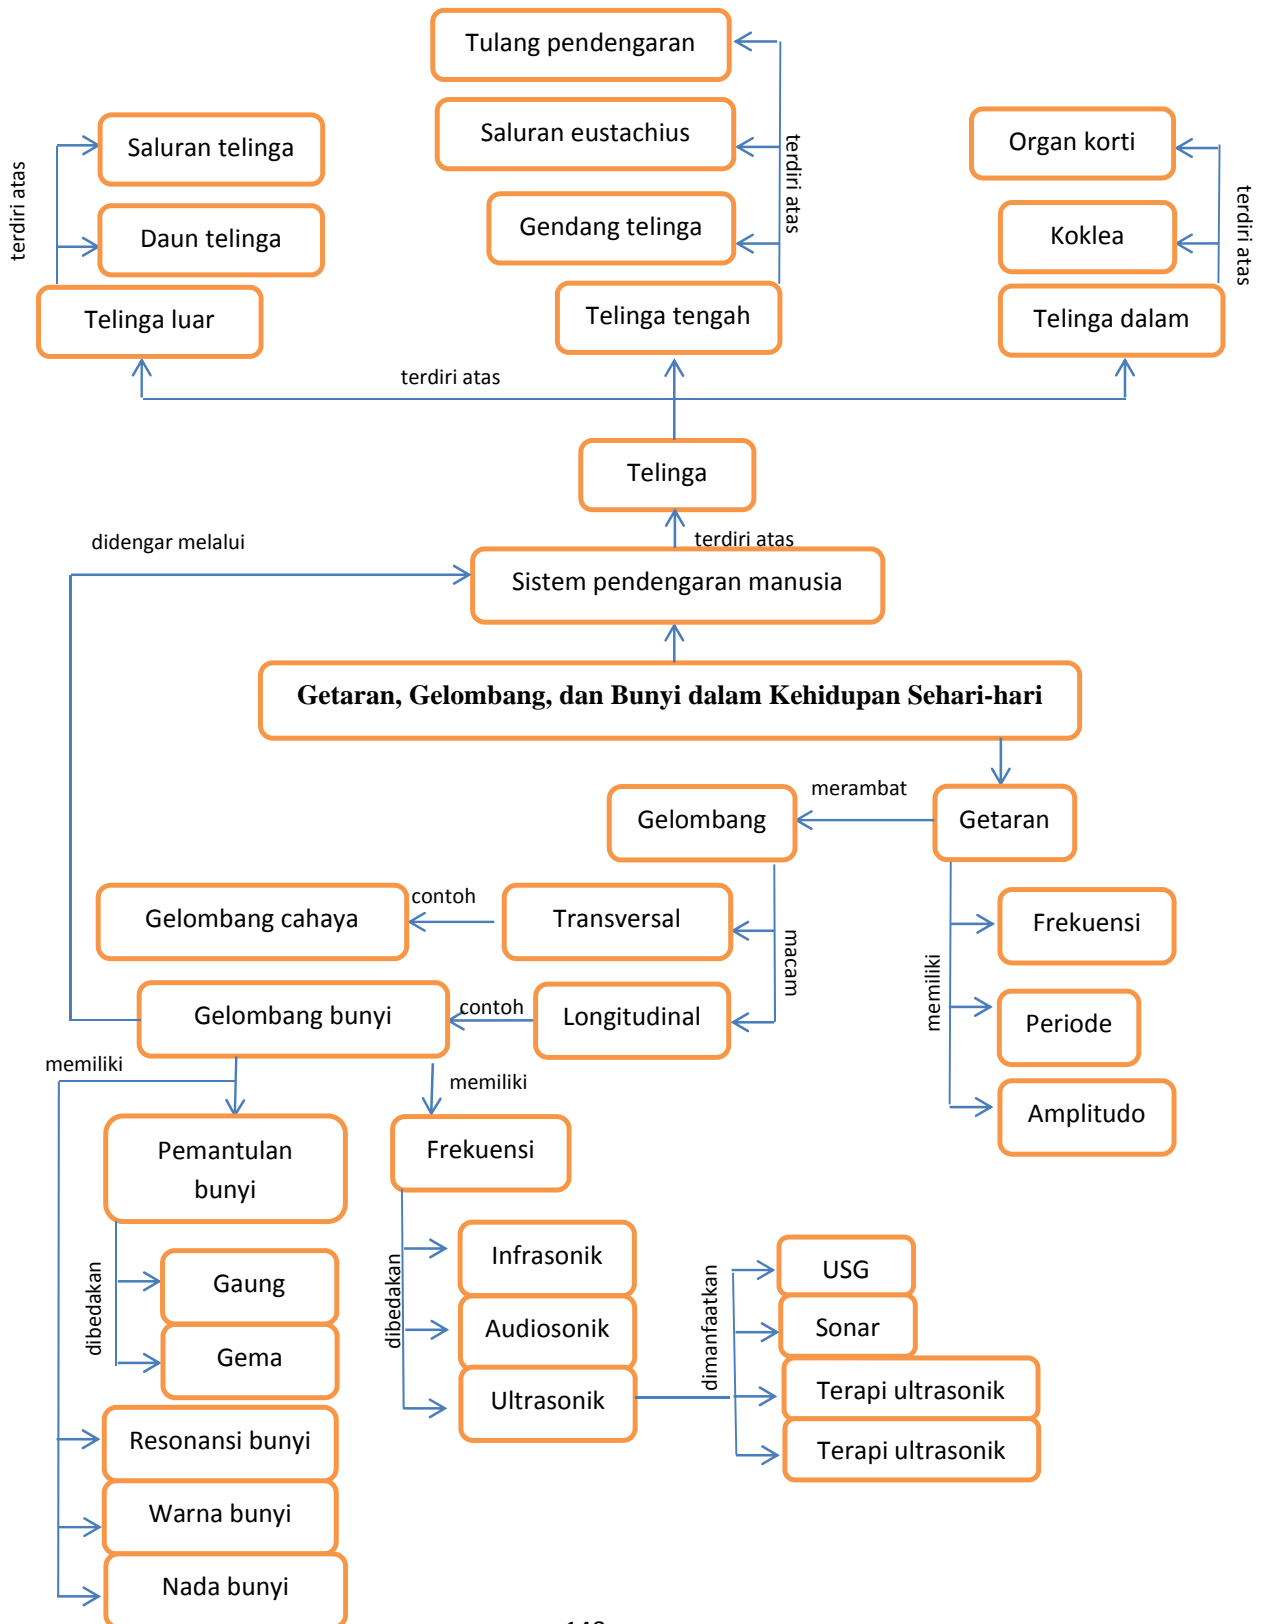 Tulang pendengaran
Saluran eustachius
Gendang telinga
terdiri atas
Telinga tengah
Saluran telinga
Daun telinga
terdiri atas
Telinga luar
Organ korti
Koklea
terdiri atas
Telinga dalam
terdiri atas
Telinga
terdiri atas
didengar melalui
Sistem pendengaran manusia
Getaran, Gelombang, dan Bunyi dalam Kehidupan Sehari-hari
merambat
Gelombang
Getaran
contoh
Gelombang cahaya
Transversal
macam
Frekuensi
memiliki
Periode
Amplitudo
Gelombang bunyi
contoh
Longitudinal
memiliki
memiliki
Pemantulan
bunyi
Frekuensi
dibedakan
Gaung
Gema
dibedakan
Infrasonik
Audiosonik
Ultrasonik
dimanfaatkan
USG
Sonar
Terapi ultrasonik
Terapi ultrasonik
Resonansi bunyi
Warna bunyi
Nada bunyi